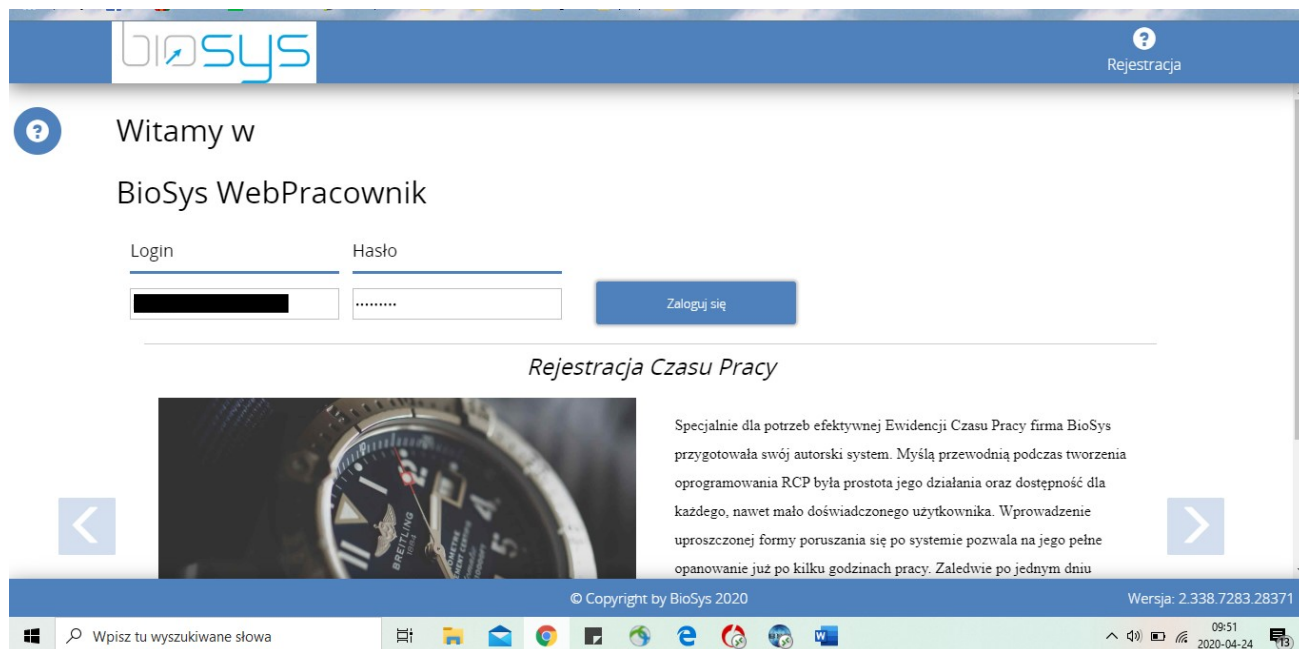 biosys
Rejestracja
Witamy w
BioSys WebPracownik
Login
Hasło
Zaloguj się
Rejestracja Czasu Pracy
Specjalnie dla potrzeb efektywnej Ewidencji Czasu Pracy firma BioSys
przygotowała swój autorski system. Myślą przewodnią podczas tworzenia
oprogramowania RCP była prostota jego działania oraz dostępność dla
każdego, nawet mało doświadczonego użytkownika. Wprowadzenie
uproszczonej formy poruszania się po systemie pozwala na jego pełne
opanowanie już po kilku godzinach pracy. Zaledwie po jednym dniu
BREITLING
1884
© Copyright by BioSys 2020
Wersja: 2.338.7283.28371
Wpisz tu wyszukiwane słowa
09:51
2020-04-24
13